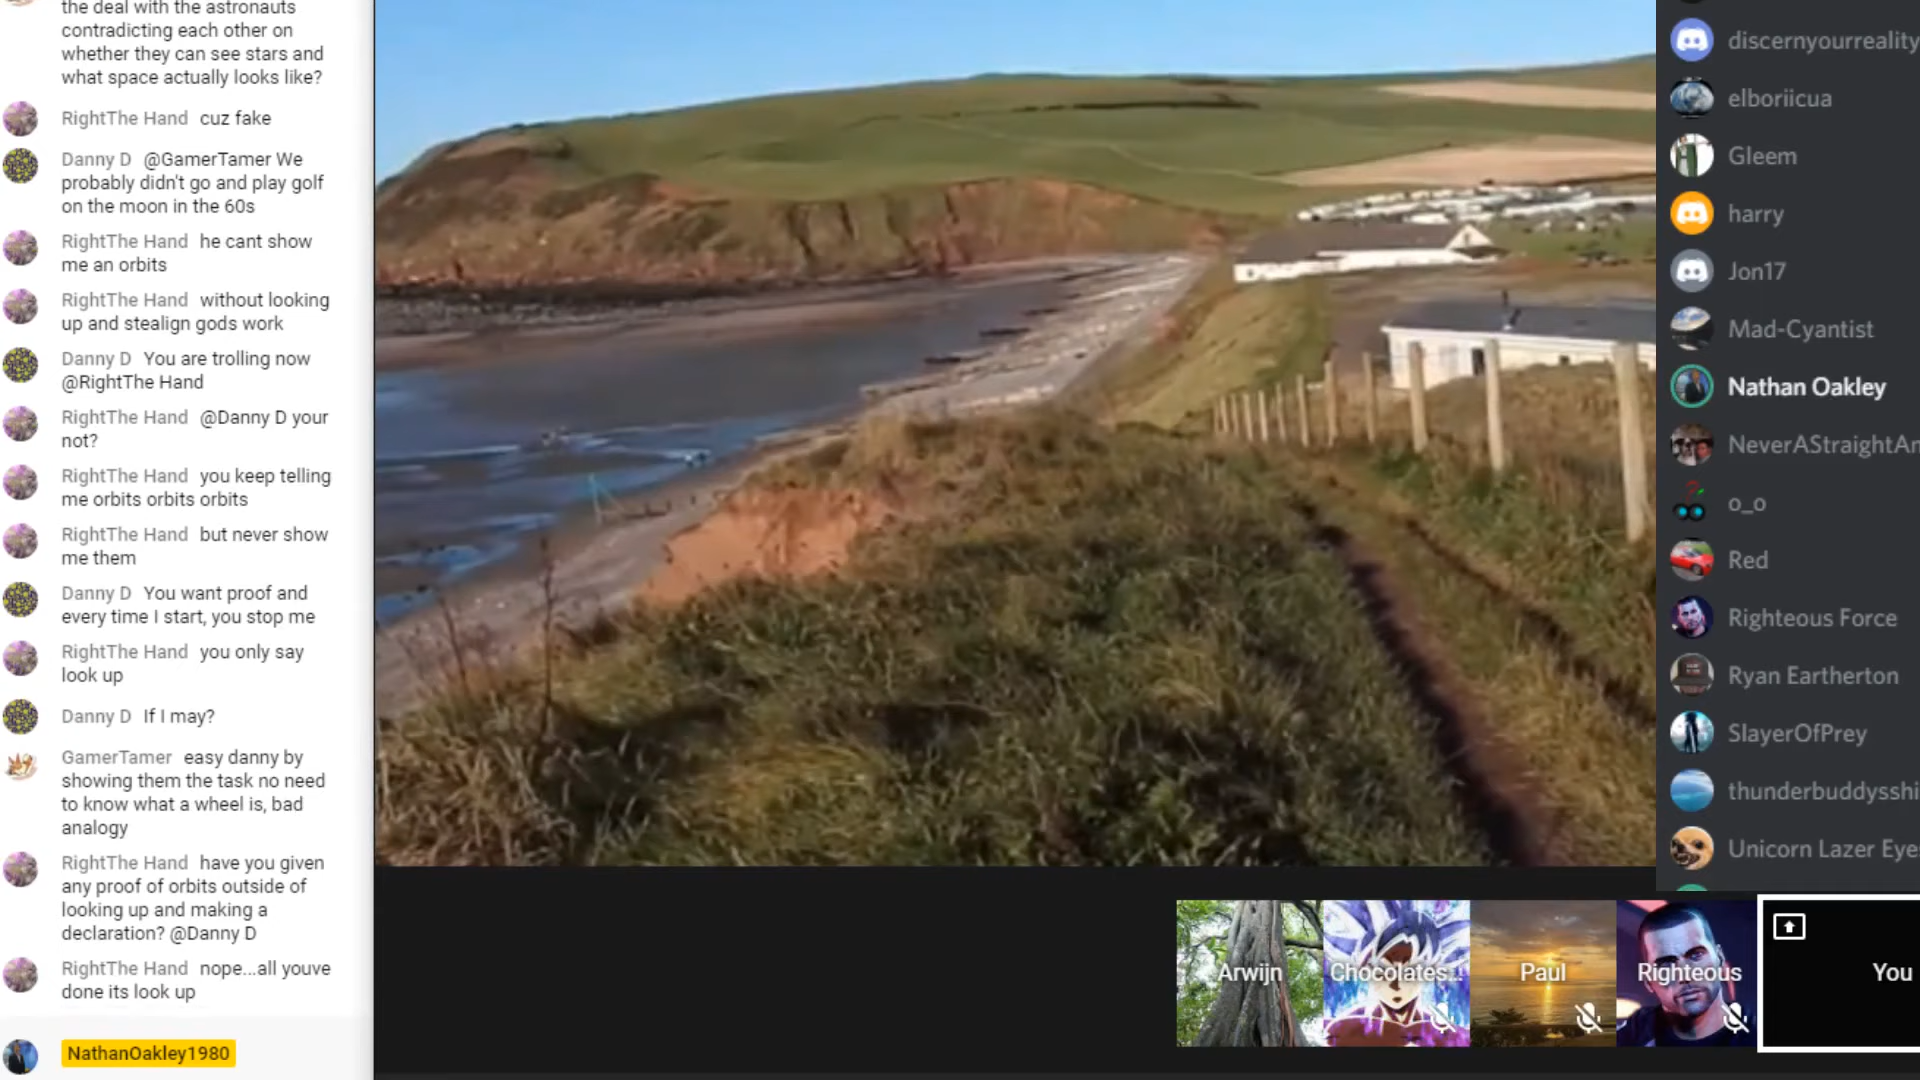 the deal with the astronauts
contradicting each other on
whether they can see stars and
what space actually looks like?
RightThe Hand cuz fake
Danny D @GamerTamer We
probably didn't go and play golf
on the moon in the 60s
RightThe Hand he cant show
me an orbits
RightThe Hand without looking
up and stealign gods work
Danny D You are trolling now
@RightThe Hand
RightThe Hand @Danny D your
not?
RightThe Hand you keep telling
me orbits orbits orbits
RightThe Hand but never show
me them
Danny D You want proof and
every time I start, you stop me
RightThe Hand you only say
look up
Danny D If I may?
GamerTamer easy danny by
showing them the task no need
to know what a wheel is, bad
analogy
RightThe Hand have you given
any proof of orbits outside of
looking up and making a
declaration? @Danny D
RightThe Hand nope...all youve
done its look up
NathanOakley1980
discernyourreality
elboriicua
Gleem
harry
Jon17
Mad-Cyantist
Nathan Oakley
NeverAStraightAn
o_o
Red
Righteous Force
Ryan Eartherton
SlayerOfPrey
thunderbuddysshi
Unicorn Lazer Eye
Arwijn
Chocolates...
Paul
Righteous
You